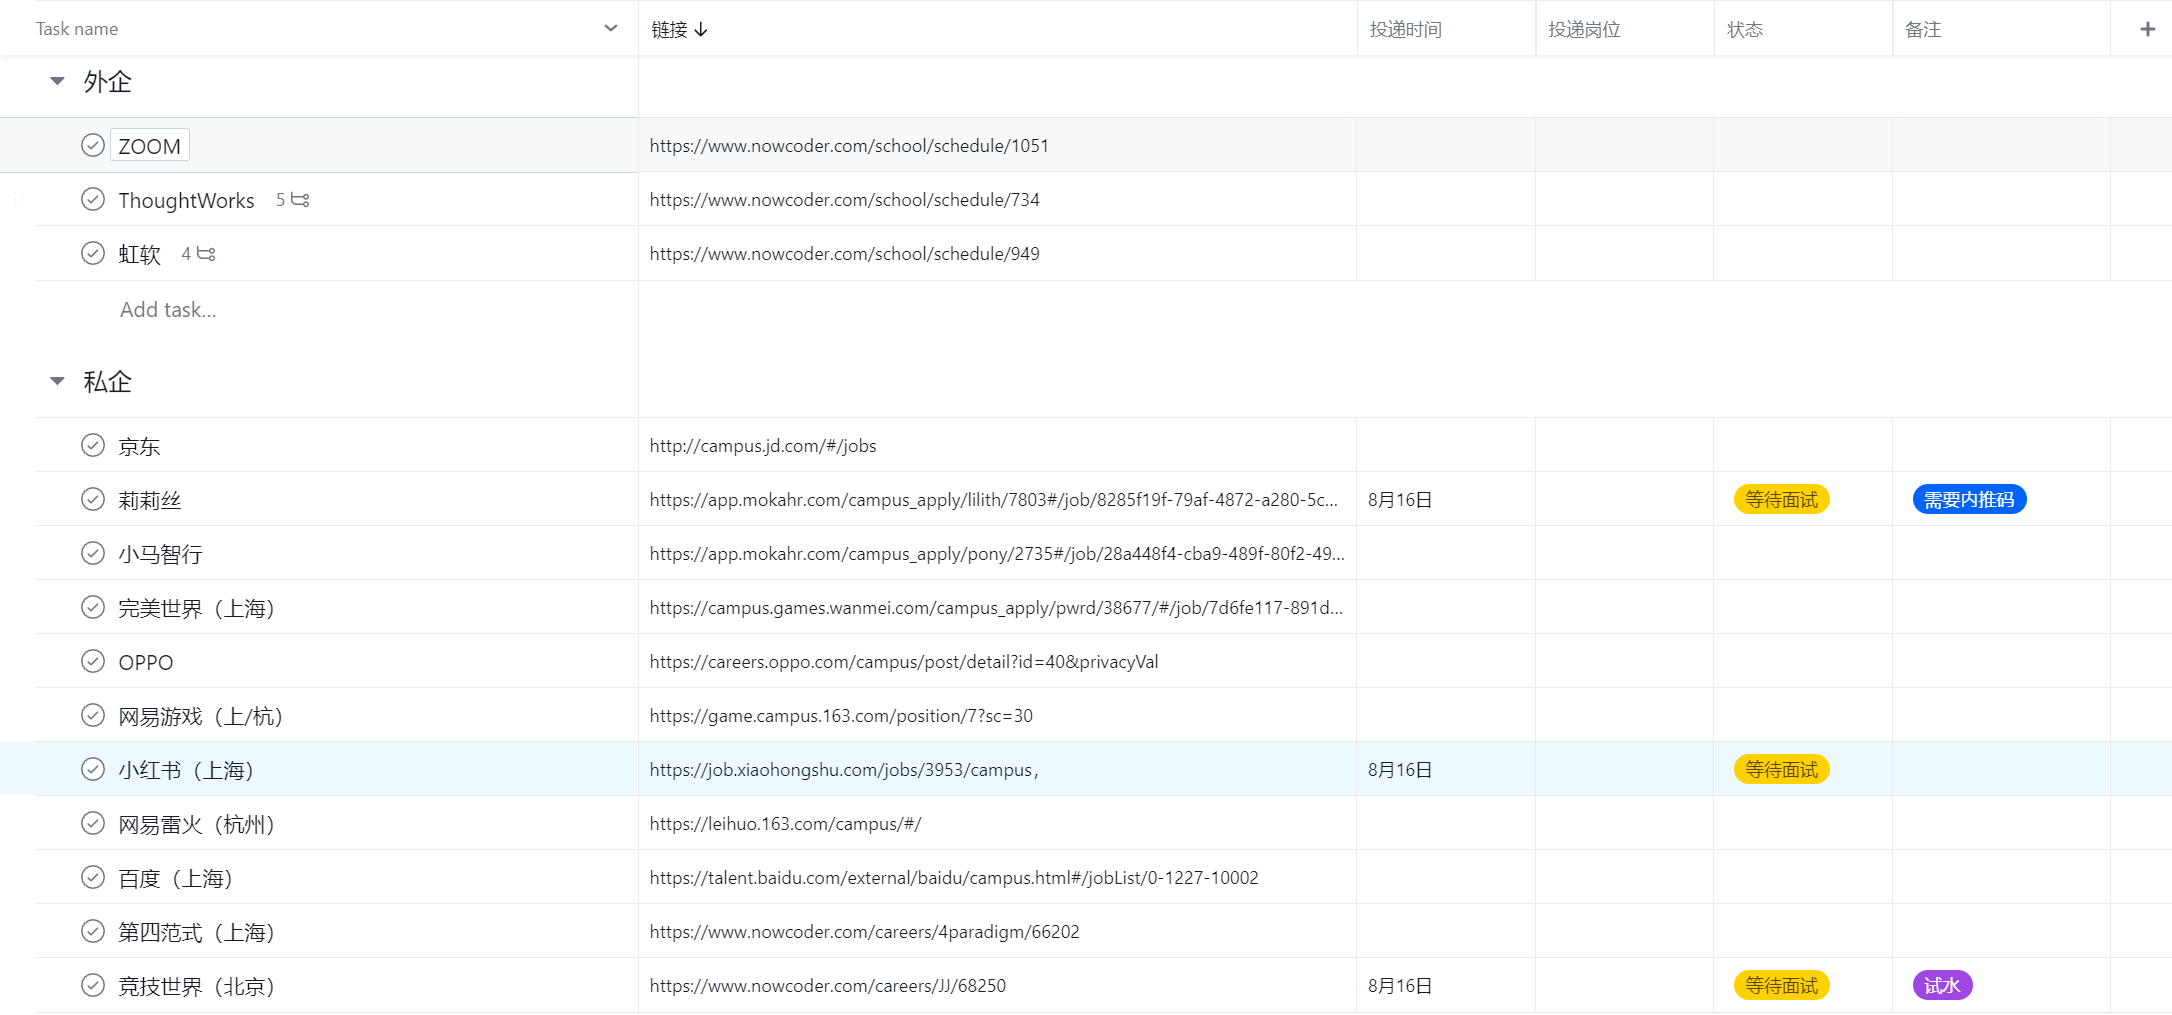 Task name 链接 投递时间 投递岗位 状态 备注
外企
ZOOM https://www.nowcoder.com/school/schedule/1051
ThoughtWorks 5 https://www.nowcoder.com/school/schedule/734
虹软 4 https://www.nowcoder.com/school/schedule/949
Add task...
私企
京东 http://campus.jd.com/#/jobs
莉莉丝 https://app.mokahr.com/campus_apply/lilith/7803#/job/8285f19f-79af-4872-a280-5c... 8月16日 等待面试 需要内推码
小马智行 https://app.mokahr.com/campus_apply/pony/2735#/job/28a448f4-cba9-489f-80f2-49...
完美世界（上海） https://campus.games.wanmei.com/campus_apply/pwrd/38677/#/job/7d6fe117-891d...
OPPO https://careers.oppo.com/campus/post/detail?id=40&privacyVal
网易游戏（上/杭） https://game.campus.163.com/position/7?sc=30
小红书（上海） https://job.xiaohongshu.com/jobs/3953/campus， 8月16日 等待面试
网易雷火（杭州） https://leihuo.163.com/campus/#/
百度（上海） https://talent.baidu.com/external/baidu/campus.html#/jobList/0-1227-10002
第四范式（上海） https://www.nowcoder.com/careers/4paradigm/66202
竞技世界（北京） https://www.nowcoder.com/careers/JJ/68250 8月16日 等待面试 试水